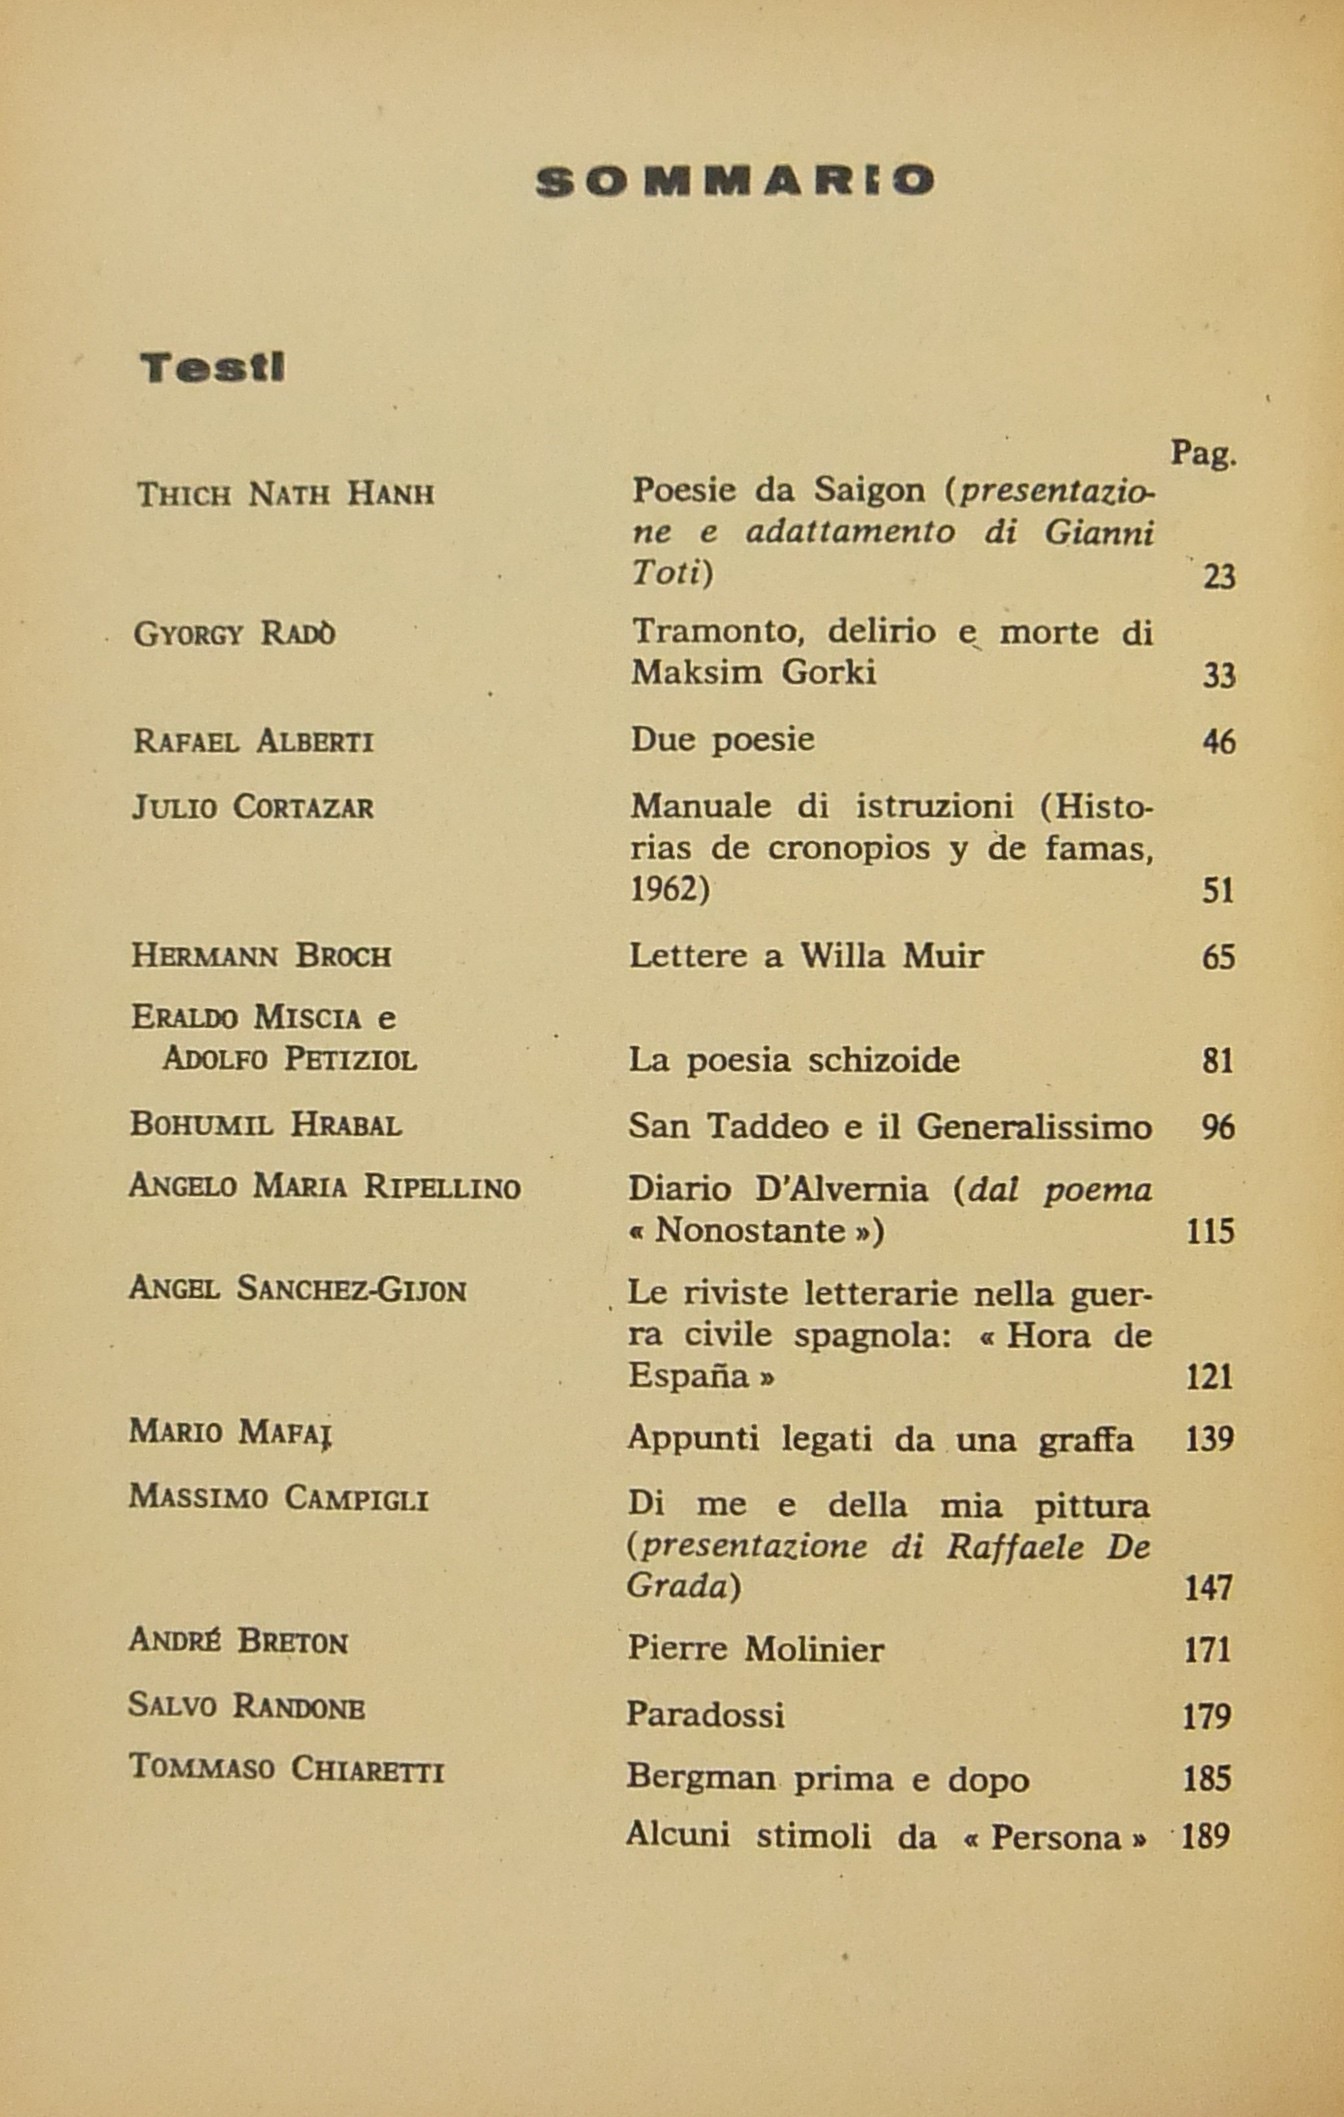 SOMMARIO
Testi
Pag.
THICH NATH HANH Poesie da Saigon (presentazio-
ne e adattamento di Gianni
Toti) 23
GYORGY RADÒ Tramonto, delirio e morte di
Maksim Gorki 33
RAFAEL ALBERTI Due poesie 46
JULIO CORTAZAR Manuale di istruzioni (Histo-
rias de cronopios y de famas,
1962) 51
HERMANN BROCH Lettere a Willa Muir 65
ERALDO MISCIA e
ADOLFO PETIZIOL La poesia schizoide 81
BOHUMIL HRABAL San Taddeo e il Generalissimo 96
ANGELO MARIA RIPELLINO Diario D'Alvernia (dal poema
« Nonostante ») 115
ANGEL SANCHEZ-GIJON Le riviste letterarie nella guer-
ra civile spagnola: « Hora de
España » 121
MARIO MAFAI Appunti legati da una graffa 139
MASSIMO CAMPIGLI Di me e della mia pittura
(presentazione di Raffaele De
Grada) 147
ANDRÉ BRETON Pierre Molinier 171
SALVO RANDONE Paradossi 179
TOMMASO CHIARETTI Bergman prima e dopo 185
Alcuni stimoli da « Persona » 189